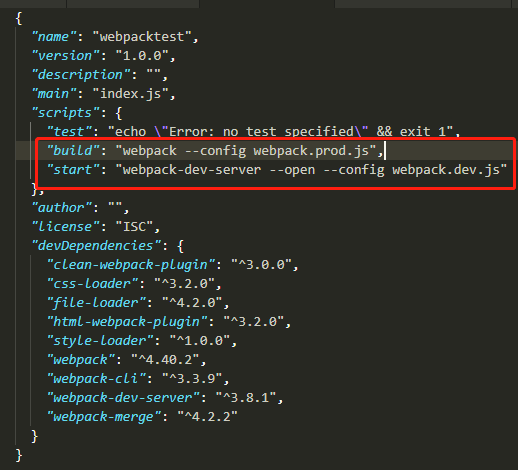 {
"name": "webpacktest",
"version": "1.0.0",
"description": "",
"main": "index.js",
"scripts": {
"test": "echo \"Error: no test specified\" && exit 1",
"build": "webpack --config webpack.prod.js",
"start": "webpack-dev-server --open --config webpack.dev.js"
},
"author": "",
"license": "ISC",
"devDependencies": {
"clean-webpack-plugin": "^3.0.0",
"css-loader": "^3.2.0",
"file-loader": "^4.2.0",
"html-webpack-plugin": "^3.2.0",
"style-loader": "^1.0.0",
"webpack": "^4.40.2",
"webpack-cli": "^3.3.9",
"webpack-dev-server": "^3.8.1",
"webpack-merge": "^4.2.2"
}
}